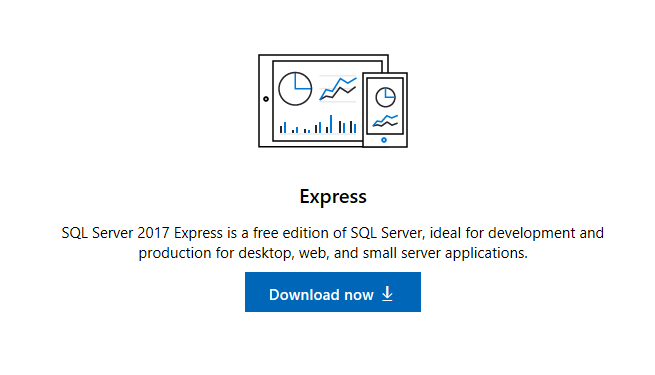 Express
SQL Server 2017 Express is a free edition of SQL Server, ideal for development and
production for desktop, web, and small server applications.
Download now